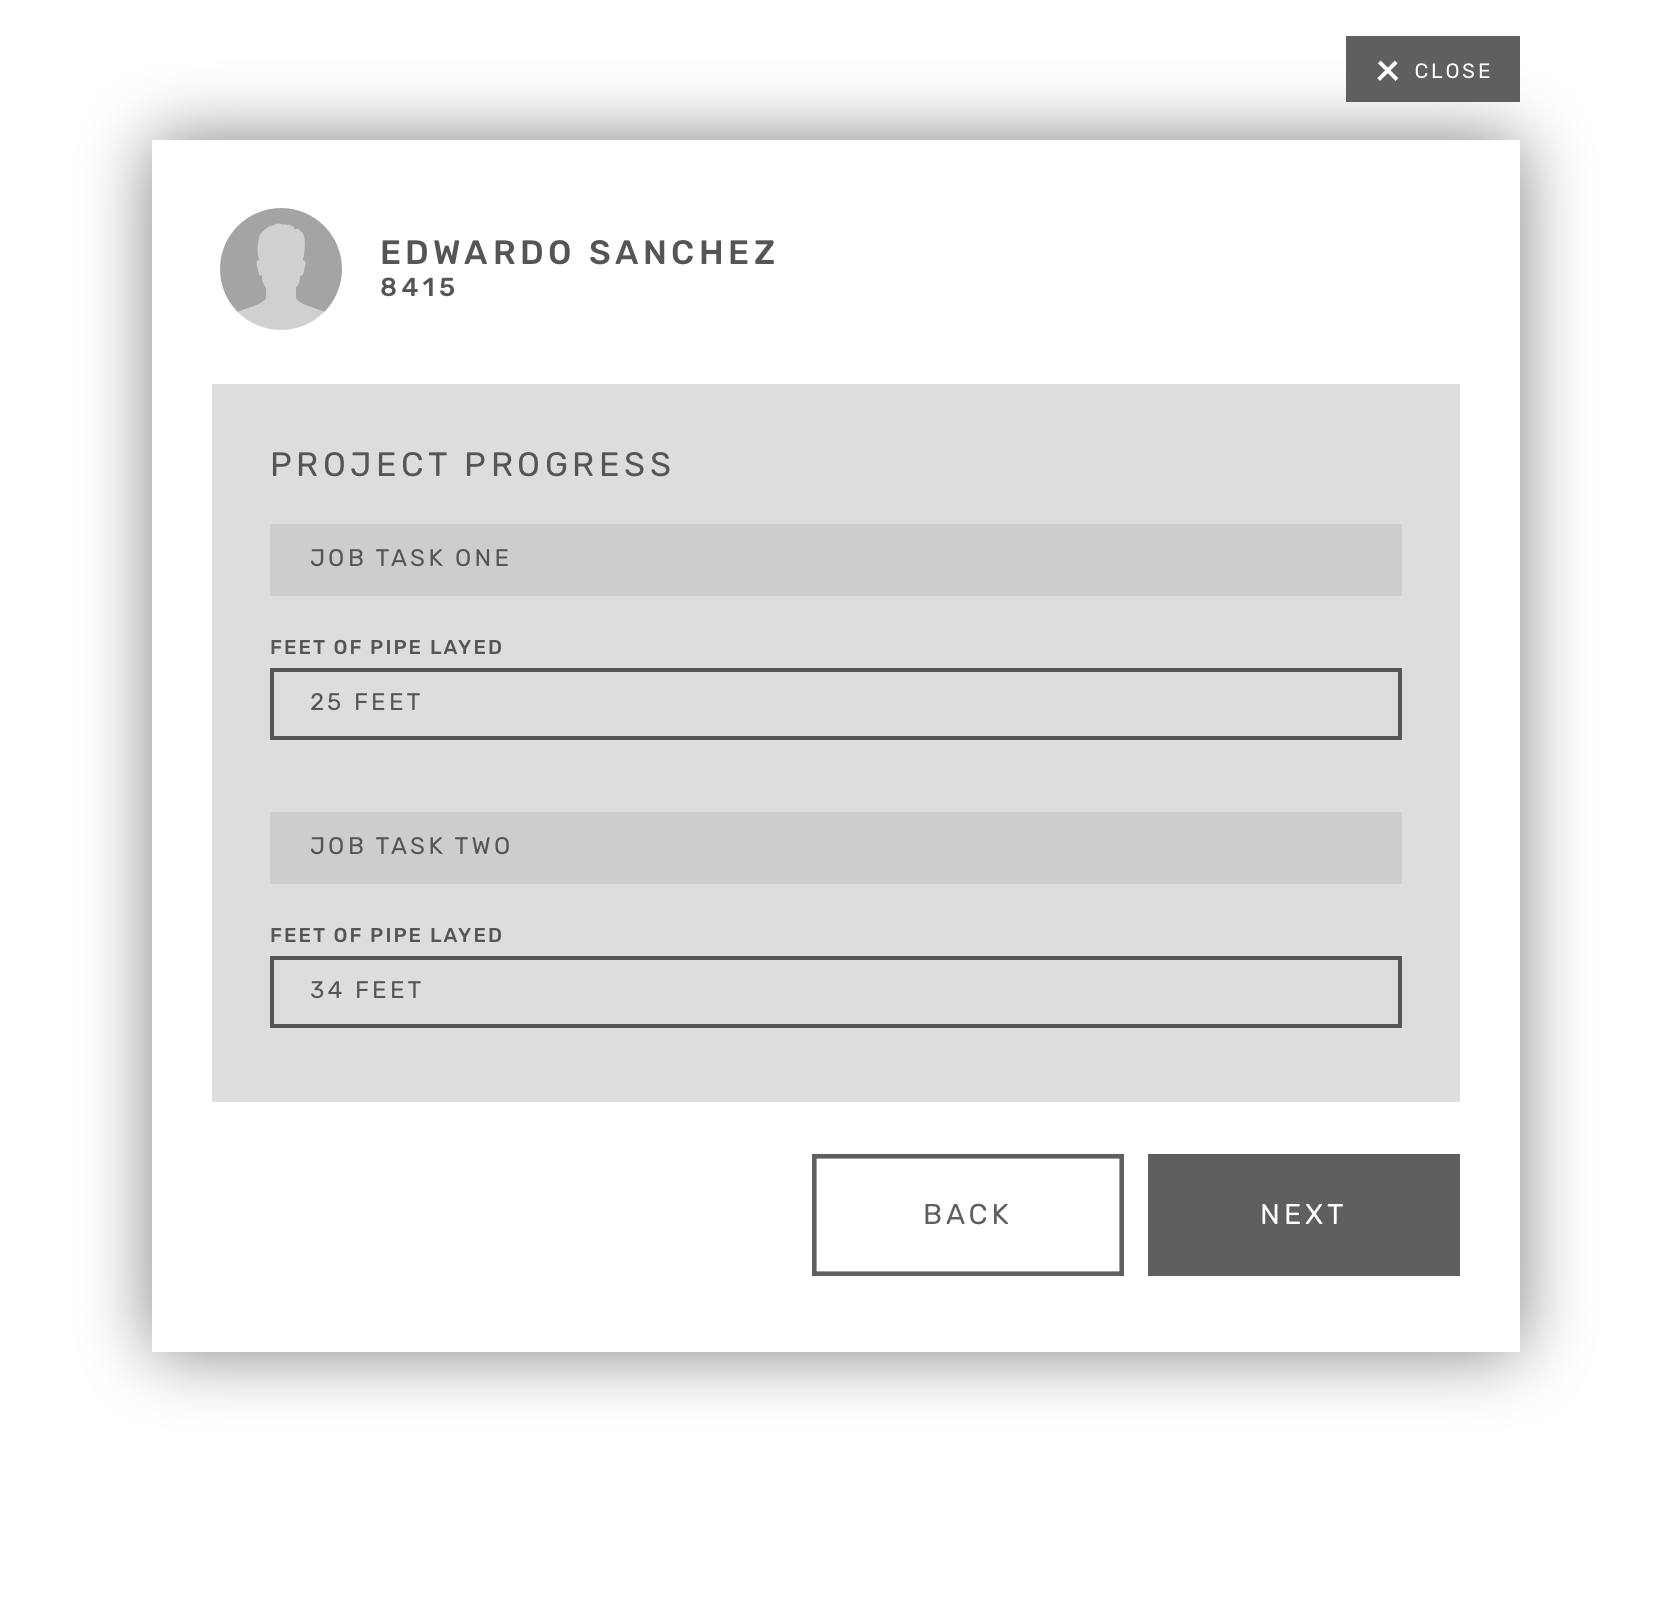 CLOSE
EDWARDO SANCHEZ
8415
PROJECT PROGRESS
JOB TASK ONE
FEET OF PIPE LAYED
25 FEET
JOB TASK TWO
FEET OF PIPE LAYED
34 FEET
BACK
NEXT